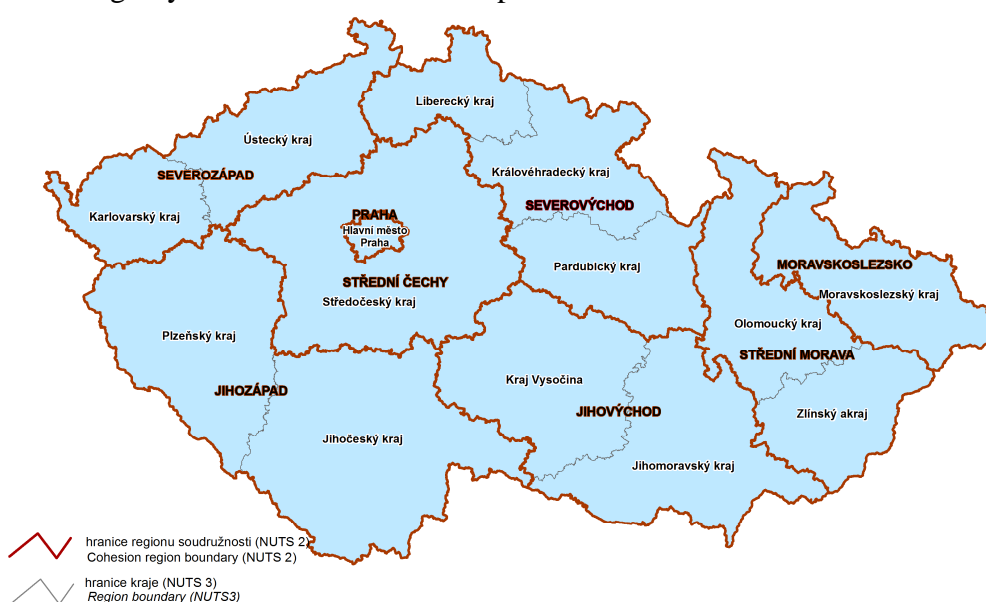 Liberecký kraj
Ústecký kraj
Královéhradecký kraj
SEVEROZÁPAD
SEVEROVÝCHOD
Karlovarský kraj
PRAHA
Hlavní město
Praha
Pardubický kraj
MORAVSKOSLEZSKO
STŘEDNÍ ČECHY
Středočeský kraj
Moravskoslezský kraj
Olomoucký kraj
Plzeňský kraj
STŘEDNÍ MORAVA
Kraj Vysočina
JIHOZÁPAD
JIHOVÝCHOD
Zlínský akraj
Jihočeský kraj
Jihomoravský kraj
hranice regionu soudružnosti (NUTS 2)
Cohesion region boundary (NUTS 2)
hranice kraje (NUTS 3)
Region boundary (NUTS3)